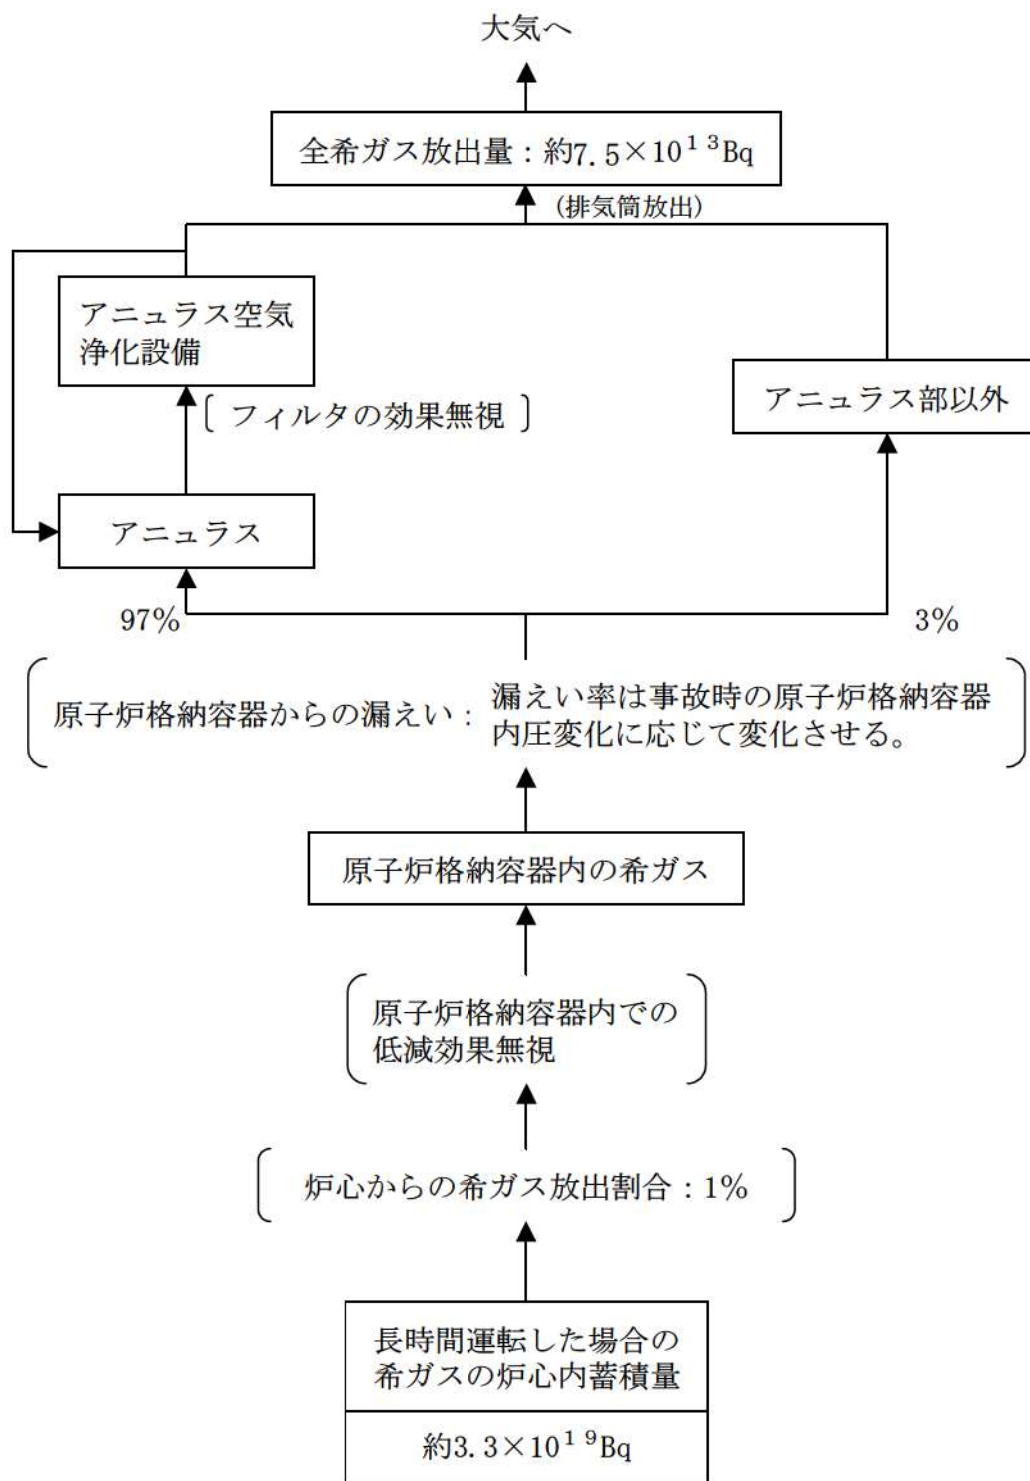 大気へ
全希ガス放出量：約7.5×10¹³Bq
(排気筒放出)
アニュラス空気
浄化設備
アニュラス部以外
〔 フィルタの効果無視 〕
アニュラス
97%
3%
原子炉格納容器からの漏えい：
漏えい率は事故時の原子炉格納容器
内圧変化に応じて変化させる。
原子炉格納容器内の希ガス
原子炉格納容器内での
低減効果無視
炉心からの希ガス放出割合：1%
長時間運転した場合の
希ガスの炉心内蓄積量
約3.3×10¹⁹Bq